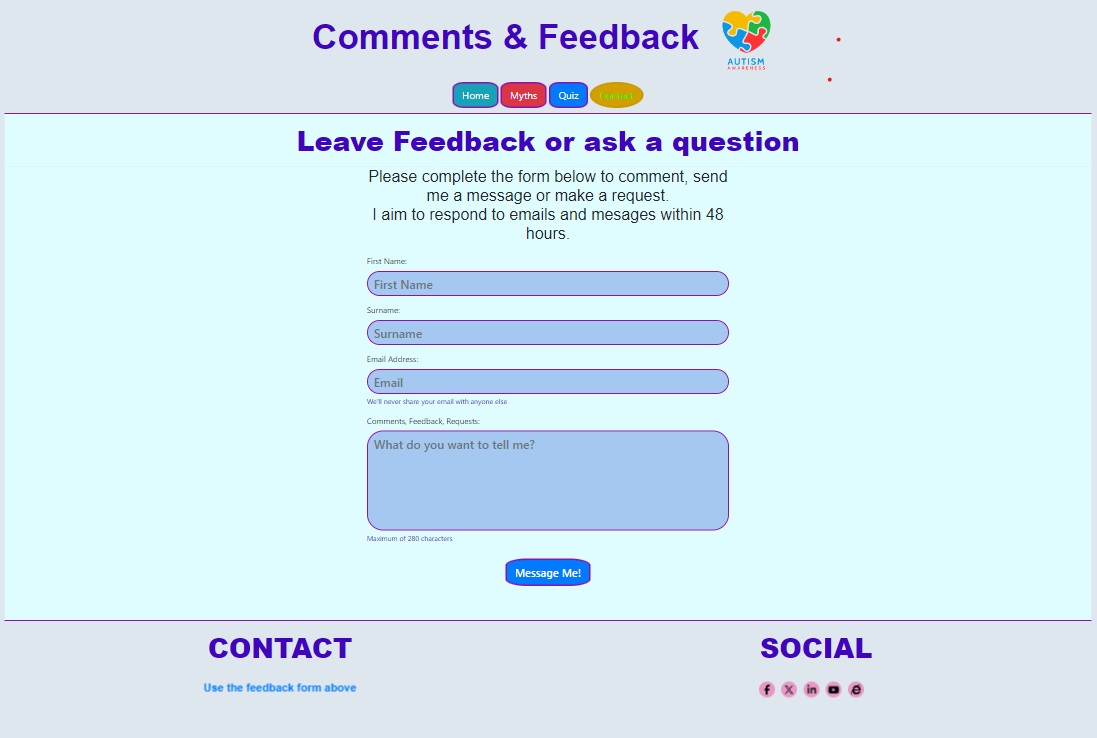 Comments & Feedback
AUTISM
AWARENESS
Home Myths Quiz Contact
Leave Feedback or ask a question
Please complete the form below to comment, send
me a message or make a request.
I aim to respond to emails and mesages within 48
hours.
First Name:
First Name
Surname:
Surname
Email Address:
Email
We'll never share your email with anyone else
Comments, Feedback, Requests:
What do you want to tell me?
Maximum of 280 characters
Message Me!
CONTACT
SOCIAL
Use the feedback form above